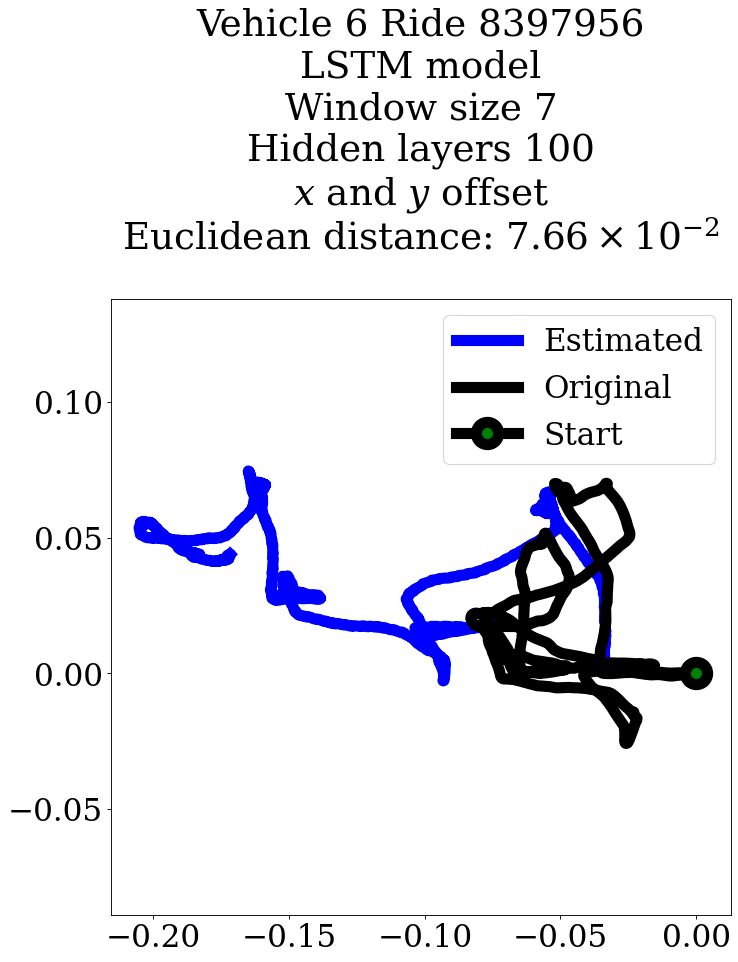 Vehicle 6 Ride 8397956
LSTM model
Window size 7
Hidden layers 100
x and y offset
Euclidean distance: 7.66 × 10⁻²
Estimated
Original
Start
0.10
0.05
0.00
−0.05
−0.20 −0.15 −0.10 −0.05 0.00